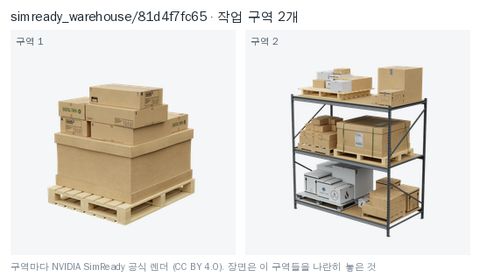 simready_warehouse/81d4f7fc65 · 작업 구역 2개
구역 1
구역 2
구역마다 NVIDIA SimReady 공식 렌더 (CC BY 4.0). 장면은 이 구역들을 나란히 놓은 것